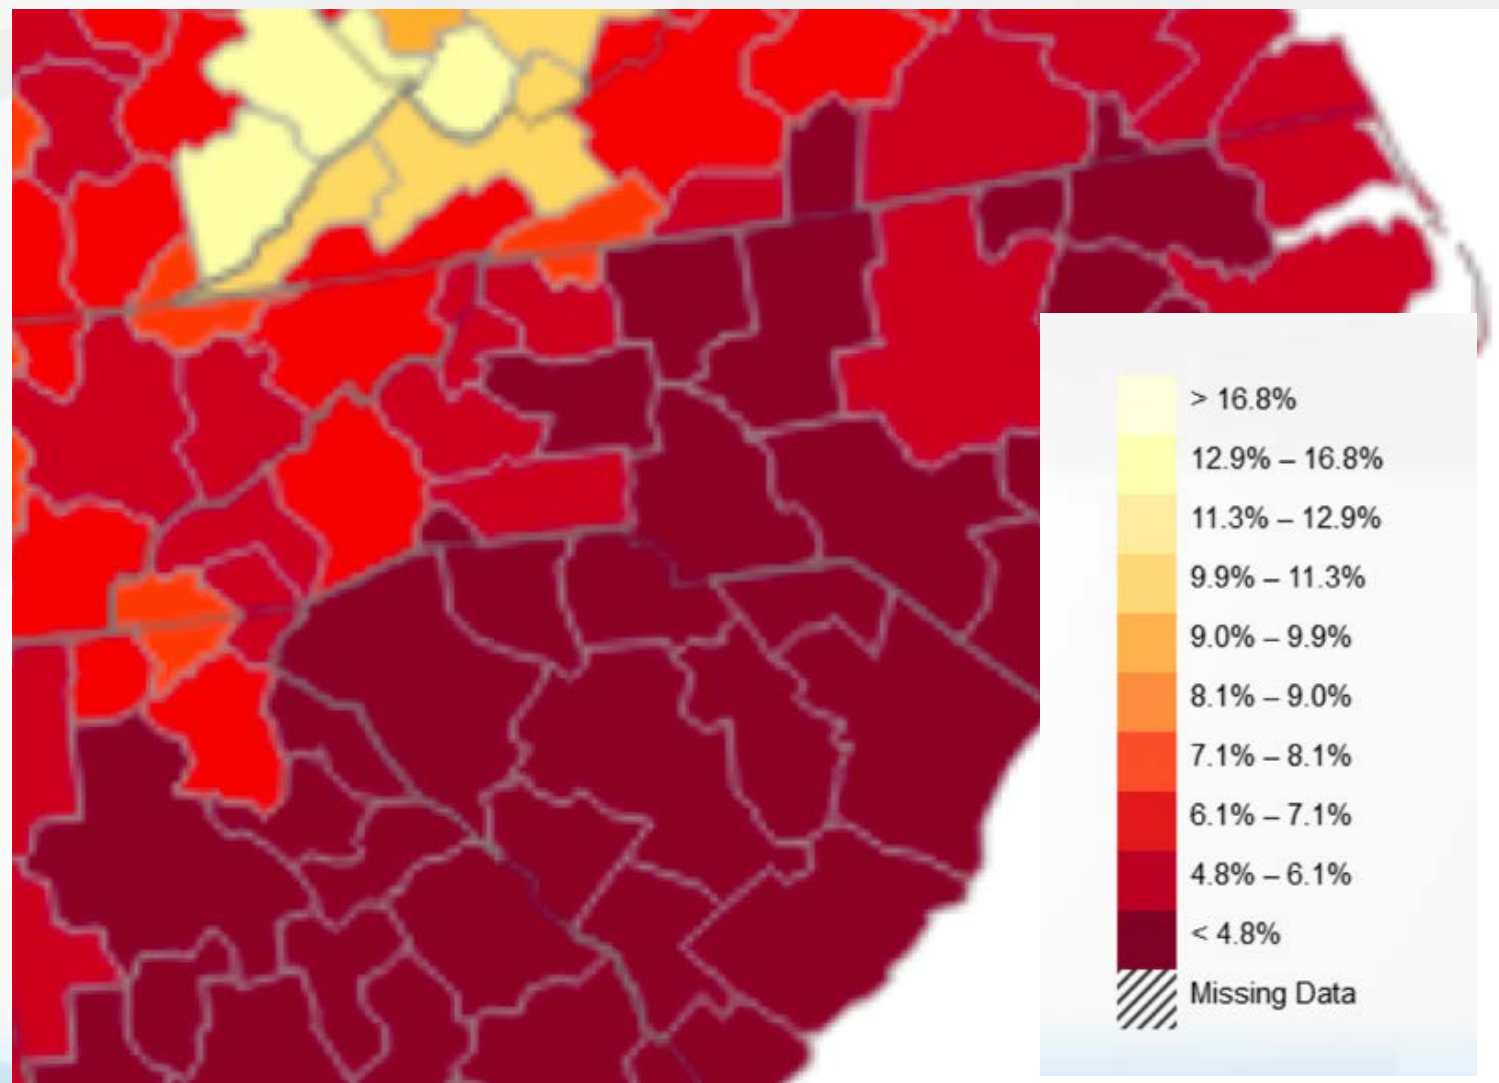 > 16.8%
12.9% – 16.8%
11.3% – 12.9%
9.9% – 11.3%
9.0% – 9.9%
8.1% – 9.0%
7.1% – 8.1%
6.1% – 7.1%
4.8% – 6.1%
< 4.8%
Missing Data